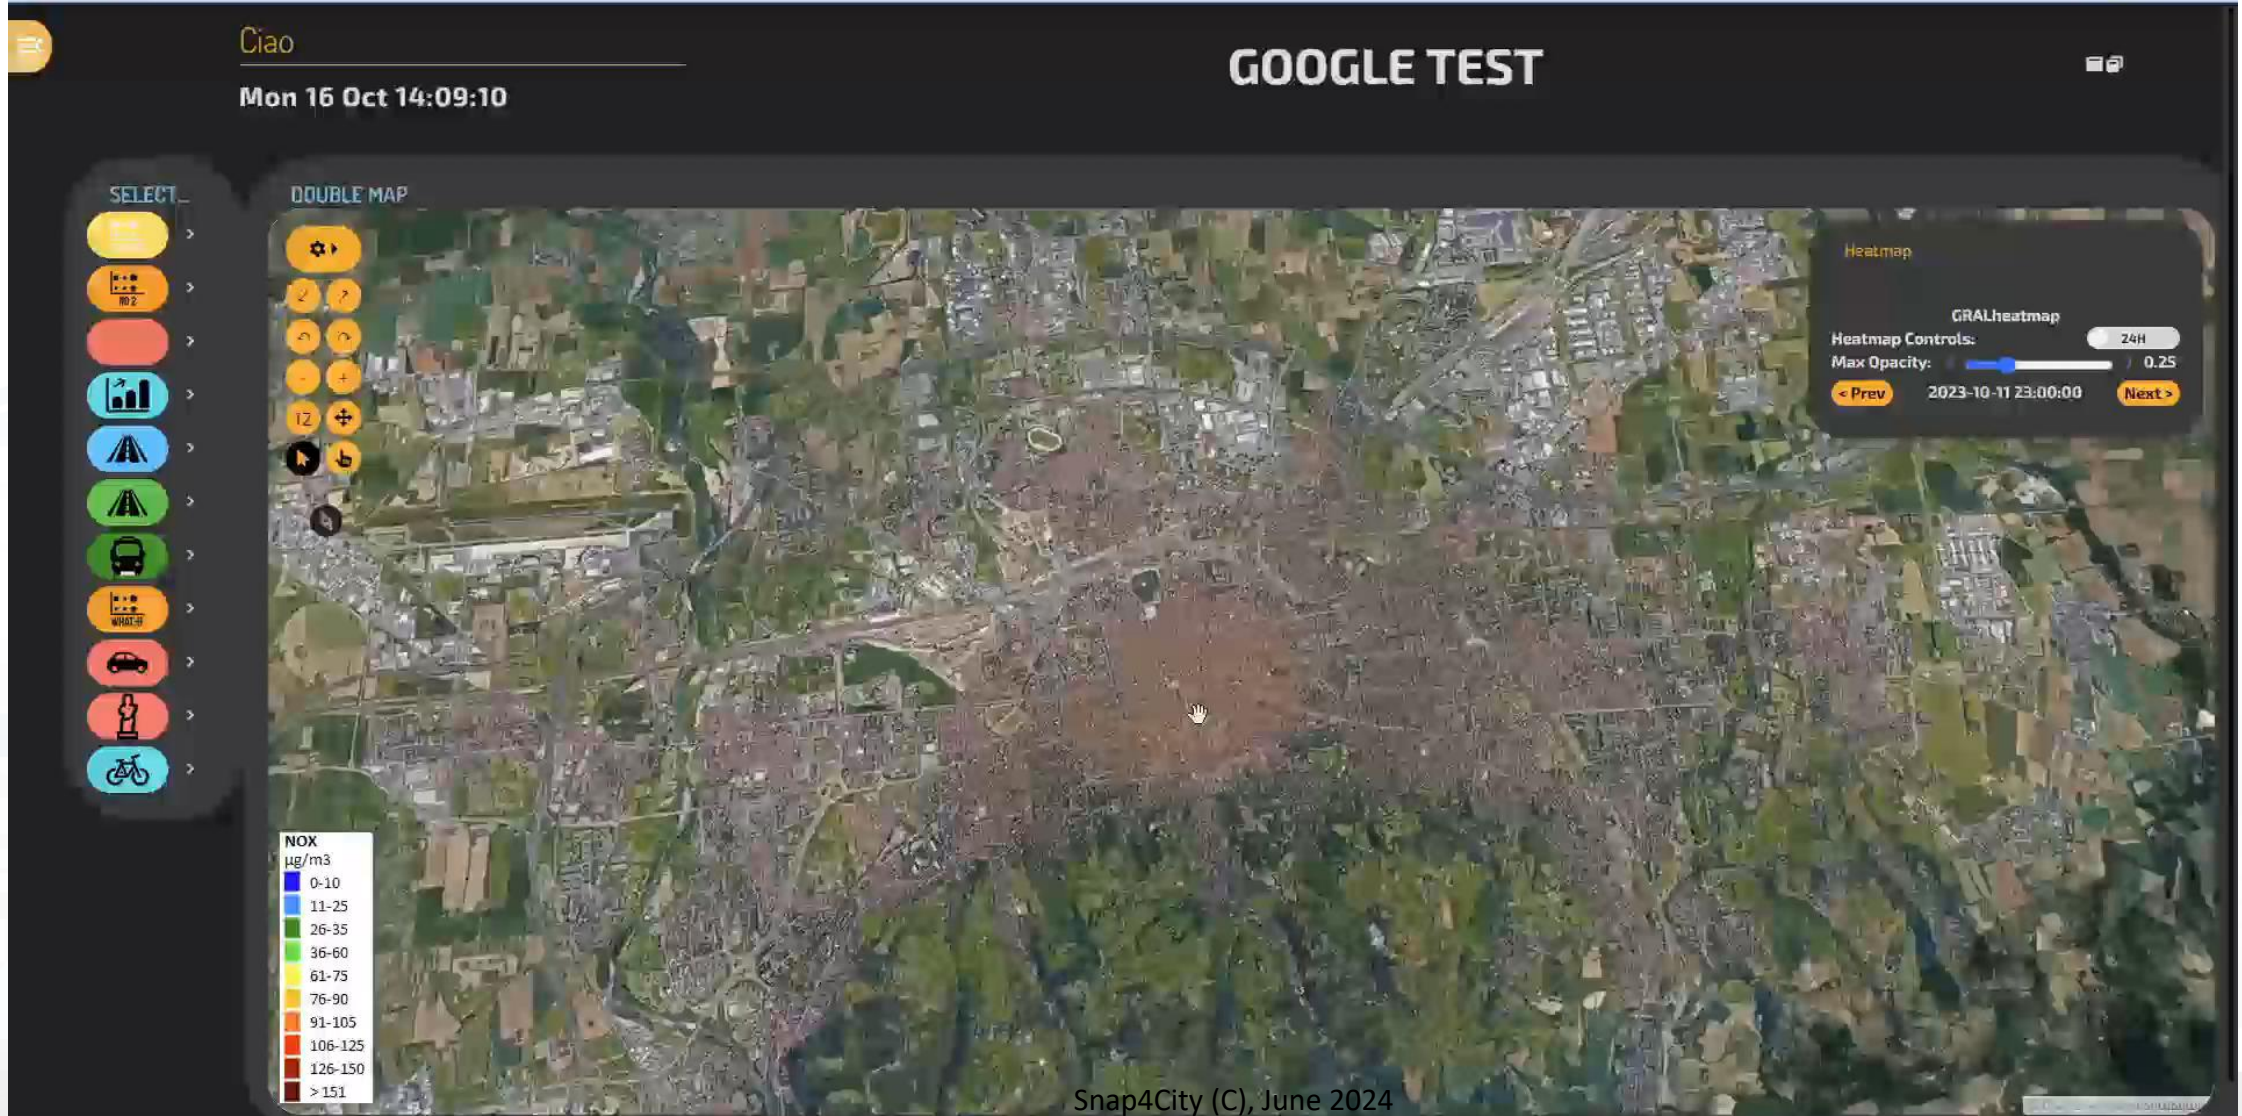 Ciao
GOOGLE TEST
Mon 16 Oct 14:09:10
SELECT...
DOUBLE MAP
NO2
WHAT-IF
12
Heatmap
GRALheatmap
Heatmap Controls:
24H
Max Opacity:
0.25
< Prev
2023-10-11 23:00:00
Next >
NOX
µg/m3
0-10
11-25
26-35
36-60
61-75
76-90
91-105
106-125
126-150
>151
Snap4City (C), June 2024